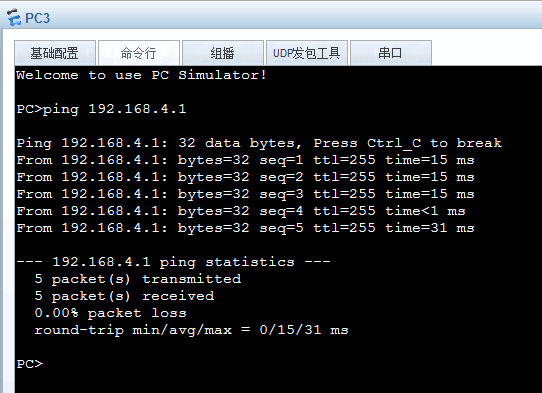 PC3
基础配置 命令行 组播 UDP发包工具 串口
Welcome to use PC Simulator!
PC>ping 192.168.4.1
Ping 192.168.4.1: 32 data bytes, Press Ctrl_C to break
From 192.168.4.1: bytes=32 seq=1 ttl=255 time=15 ms
From 192.168.4.1: bytes=32 seq=2 ttl=255 time=15 ms
From 192.168.4.1: bytes=32 seq=3 ttl=255 time=15 ms
From 192.168.4.1: bytes=32 seq=4 ttl=255 time<1 ms
From 192.168.4.1: bytes=32 seq=5 ttl=255 time=31 ms
--- 192.168.4.1 ping statistics ---
5 packet(s) transmitted
5 packet(s) received
0.00% packet loss
round-trip min/avg/max = 0/15/31 ms
PC>